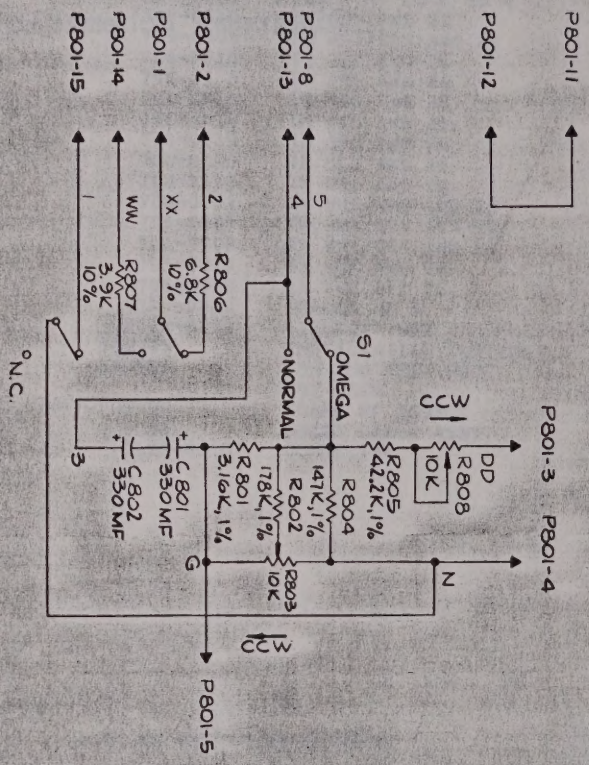 P801-11
P801-12
P801-8
P801-13
P801-2
P801-1
P801-14
P801-15
5
4
2
XX
WW
1
R806
6.8K
10%
R807
3.9K
10%
S1
OMEGA
NORMAL
N.C.
3
CCW
DD
P801-3
P801-4
R808
10K
R805
42.2K,1%
R804
147K,1%
R802
178K,1%
R801
3.16K,1%
R803
10K
C801
330MF
C802
330MF
+
+
N
G
CCW
P801-5